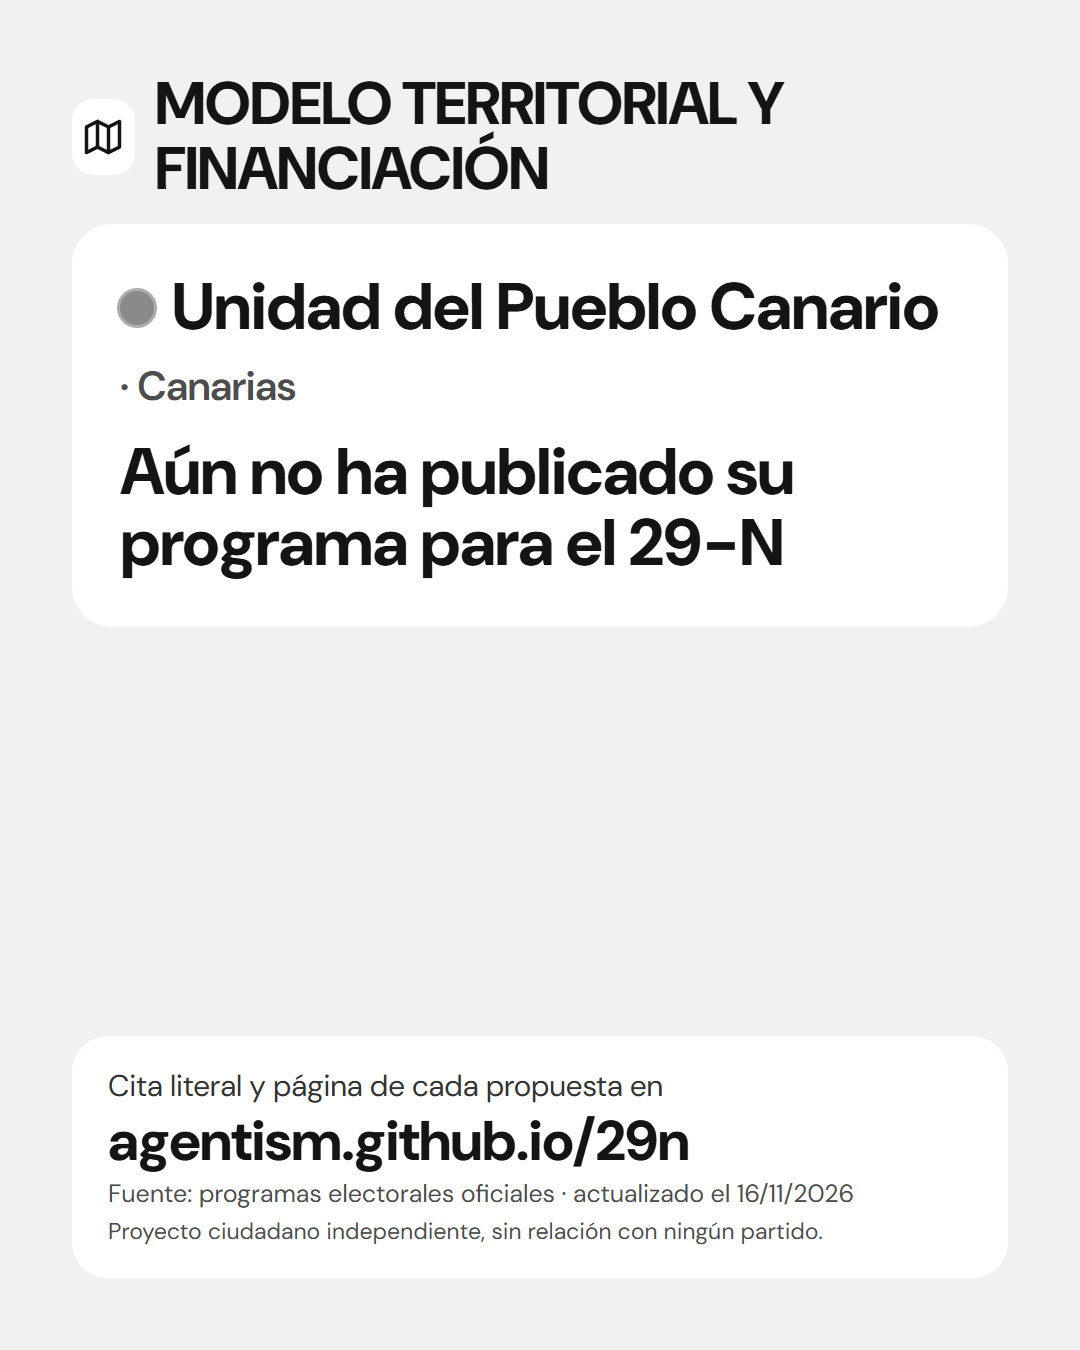 MODELO TERRITORIAL Y
FINANCIACIÓN
Unidad del Pueblo Canario
· Canarias
Aún no ha publicado su
programa para el 29-N
Cita literal y página de cada propuesta en
agentism.github.io/29n
Fuente: programas electorales oficiales · actualizado el 16/11/2026
Proyecto ciudadano independiente, sin relación con ningún partido.